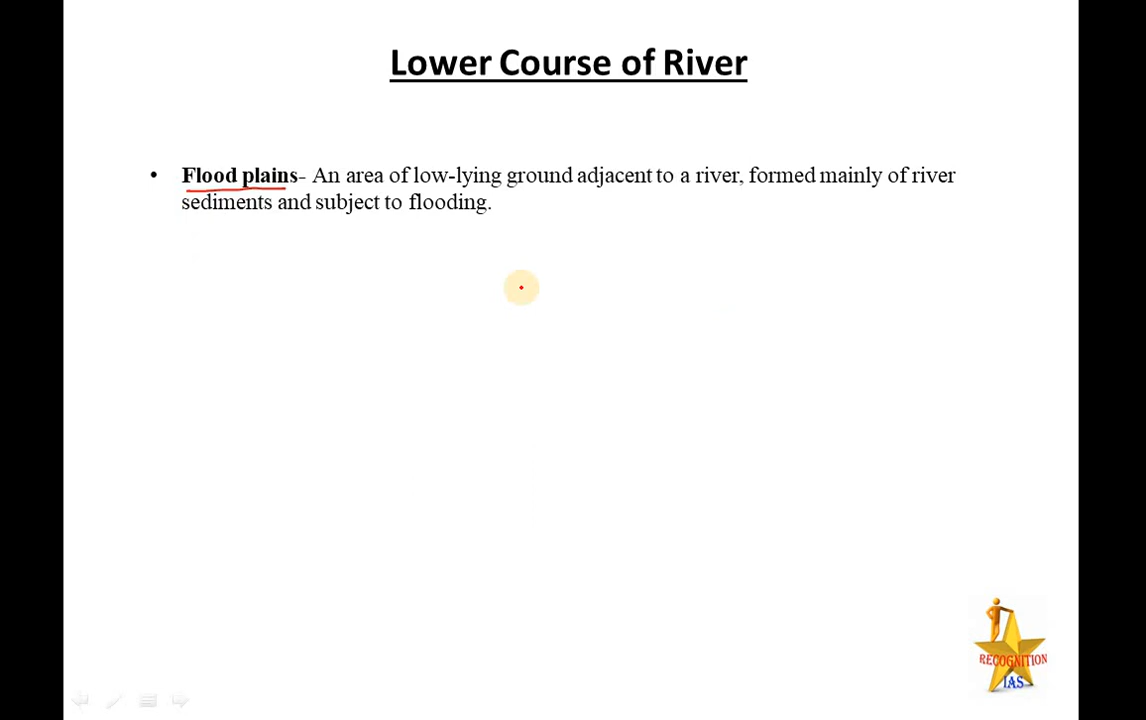 Lower Course of River
• Flood plains- An area of low-lying ground adjacent to a river, formed mainly of river
sediments and subject to flooding.
RECOGNITION
IAS